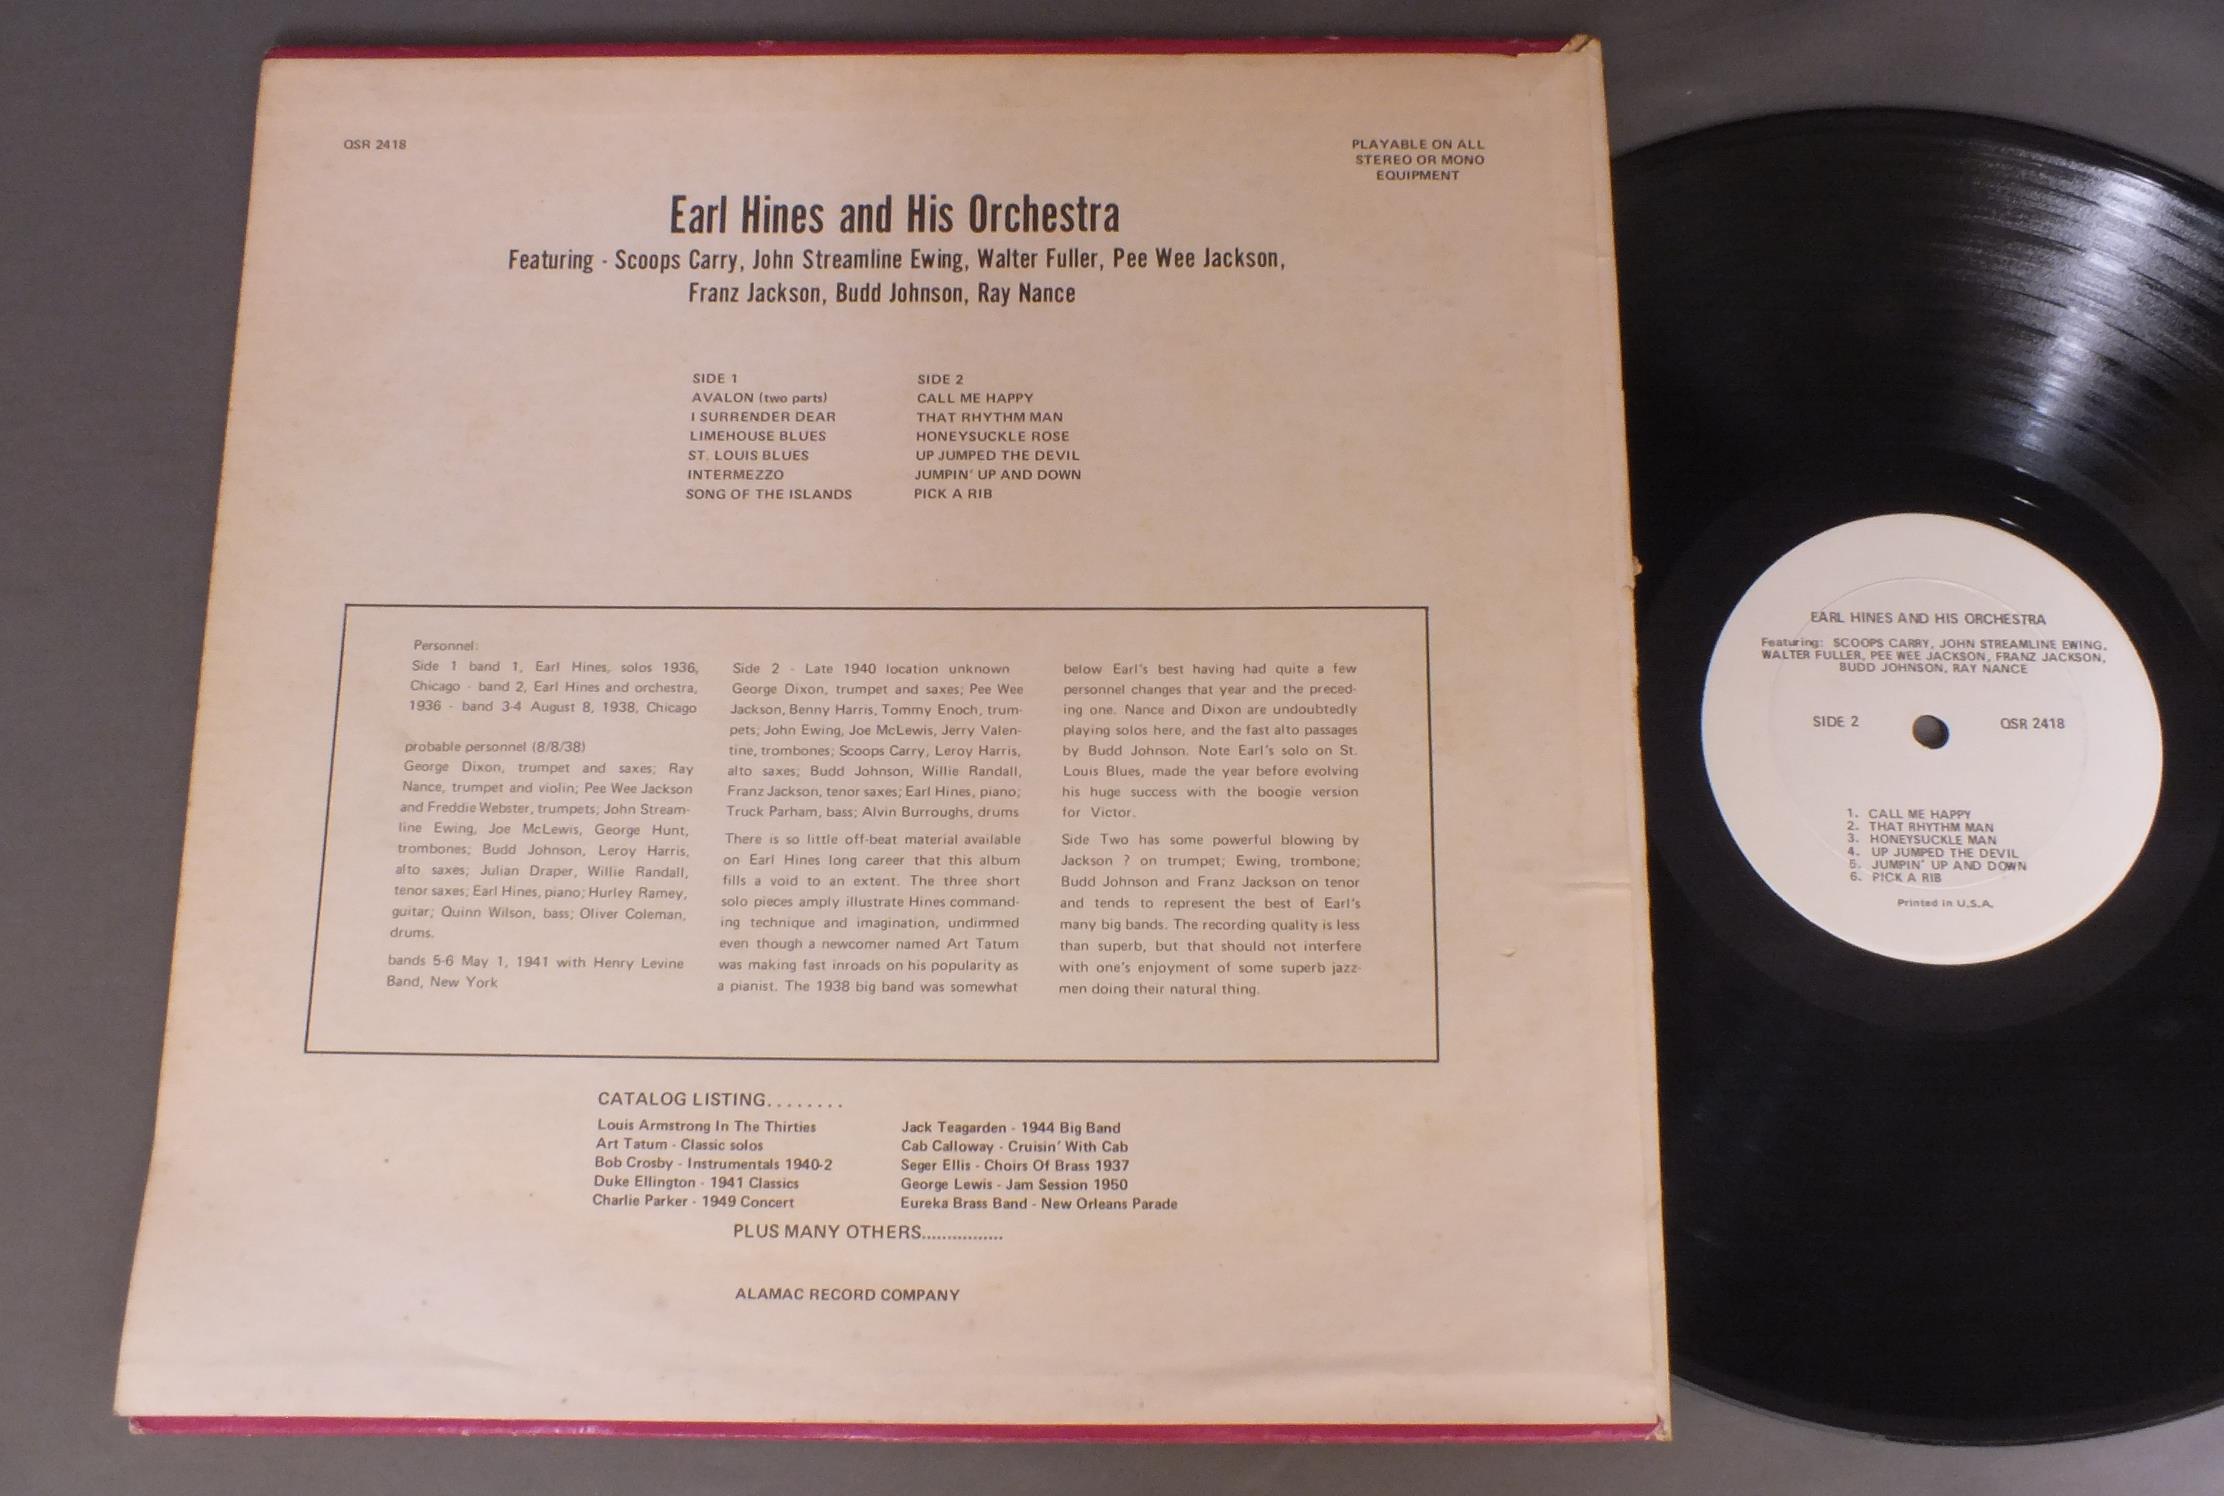 QSR 2418
PLAYABLE ON ALL
STEREO OR MONO
EQUIPMENT
Earl Hines and His Orchestra
Featuring - Scoops Carry, John Streamline Ewing, Walter Fuller, Pee Wee Jackson,
Franz Jackson, Budd Johnson, Ray Nance
SIDE 1
AVALON (two parts)
I SURRENDER DEAR
LIMEHOUSE BLUES
ST. LOUIS BLUES
INTERMEZZO
SONG OF THE ISLANDS
SIDE 2
CALL ME HAPPY
THAT RHYTHM MAN
HONEYSUCKLE ROSE
UP JUMPED THE DEVIL
JUMPIN' UP AND DOWN
PICK A RIB
Personnel:
Side 1 band 1, Earl Hines, solos 1936,
Chicago - band 2, Earl Hines and orchestra,
1936 - band 3-4 August 8, 1938, Chicago
probable personnel (8/8/38)
George Dixon, trumpet and saxes; Ray
Nance, trumpet and violin; Pee Wee Jackson
and Freddie Webster, trumpets; John Stream-
line Ewing, Joe McLewis, George Hunt,
trombones; Budd Johnson, Leroy Harris,
alto saxes; Julian Draper, Willie Randall,
tenor saxes; Earl Hines, piano; Hurley Ramey,
guitar; Quinn Wilson, bass; Oliver Coleman,
drums.
bands 5-6 May 1, 1941 with Henry Levine
Band, New York
Side 2 - Late 1940 location unknown
George Dixon, trumpet and saxes; Pee Wee
Jackson, Benny Harris, Tommy Enoch, trum-
pets; John Ewing, Joe McLewis, Jerry Valen-
tine, trombones; Scoops Carry, Leroy Harris,
alto saxes; Budd Johnson, Willie Randall,
Franz Jackson, tenor saxes; Earl Hines, piano;
Truck Parham, bass; Alvin Burroughs, drums
There is so little off-beat material available
on Earl Hines long career that this album
fills a void to an extent. The three short
solo pieces amply illustrate Hines command-
ing technique and imagination, undimmed
even though a newcomer named Art Tatum
was making fast inroads on his popularity as
a pianist. The 1938 big band was somewhat
below Earl's best having had quite a few
personnel changes that year and the preced-
ing one. Nance and Dixon are undoubtedly
playing solos here, and the fast alto passages
by Budd Johnson. Note Earl's solo on St.
Louis Blues, made the year before evolving
his huge success with the boogie version
for Victor.
Side Two has some powerful blowing by
Jackson ? on trumpet; Ewing, trombone;
Budd Johnson and Franz Jackson on tenor
and tends to represent the best of Earl's
many big bands. The recording quality is less
than superb, but that should not interfere
with one's enjoyment of some superb jazz-
men doing their natural thing.
CATALOG LISTING........
Louis Armstrong In The Thirties
Art Tatum - Classic solos
Bob Crosby - Instrumentals 1940-2
Duke Ellington - 1941 Classics
Charlie Parker - 1949 Concert
Jack Teagarden - 1944 Big Band
Cab Calloway - Cruisin' With Cab
Seger Ellis - Choirs Of Brass 1937
George Lewis - Jam Session 1950
Eureka Brass Band - New Orleans Parade
PLUS MANY OTHERS................
ALAMAC RECORD COMPANY
EARL HINES AND HIS ORCHESTRA
Featuring: SCOOPS CARRY, JOHN STREAMLINE EWING,
WALTER FULLER, PEE WEE JACKSON, FRANZ JACKSON,
BUDD JOHNSON, RAY NANCE
SIDE 2
QSR 2418
1. CALL ME HAPPY
2. THAT RHYTHM MAN
3. HONEYSUCKLE MAN
4. UP JUMPED THE DEVIL
5. JUMPIN' UP AND DOWN
6. PICK A RIB
Printed in U.S.A.